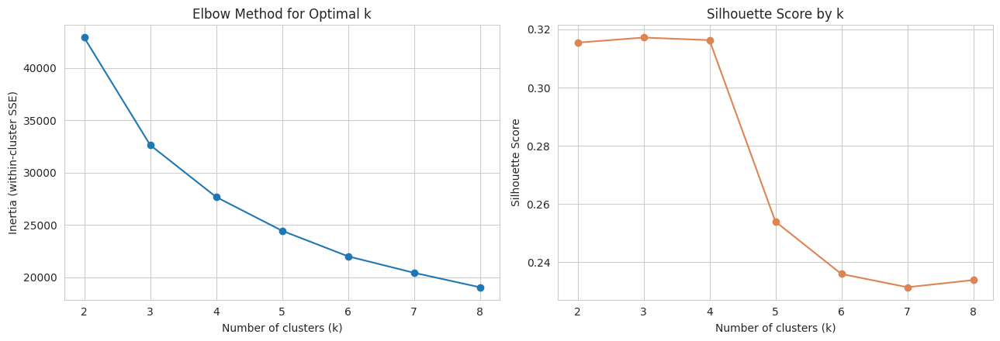 Elbow Method for Optimal k
Inertia (within-cluster SSE)
40000
35000
30000
25000
20000
2 3 4 5 6 7 8
Number of clusters (k)
Silhouette Score by k
Silhouette Score
0.32
0.30
0.28
0.26
0.24
2 3 4 5 6 7 8
Number of clusters (k)